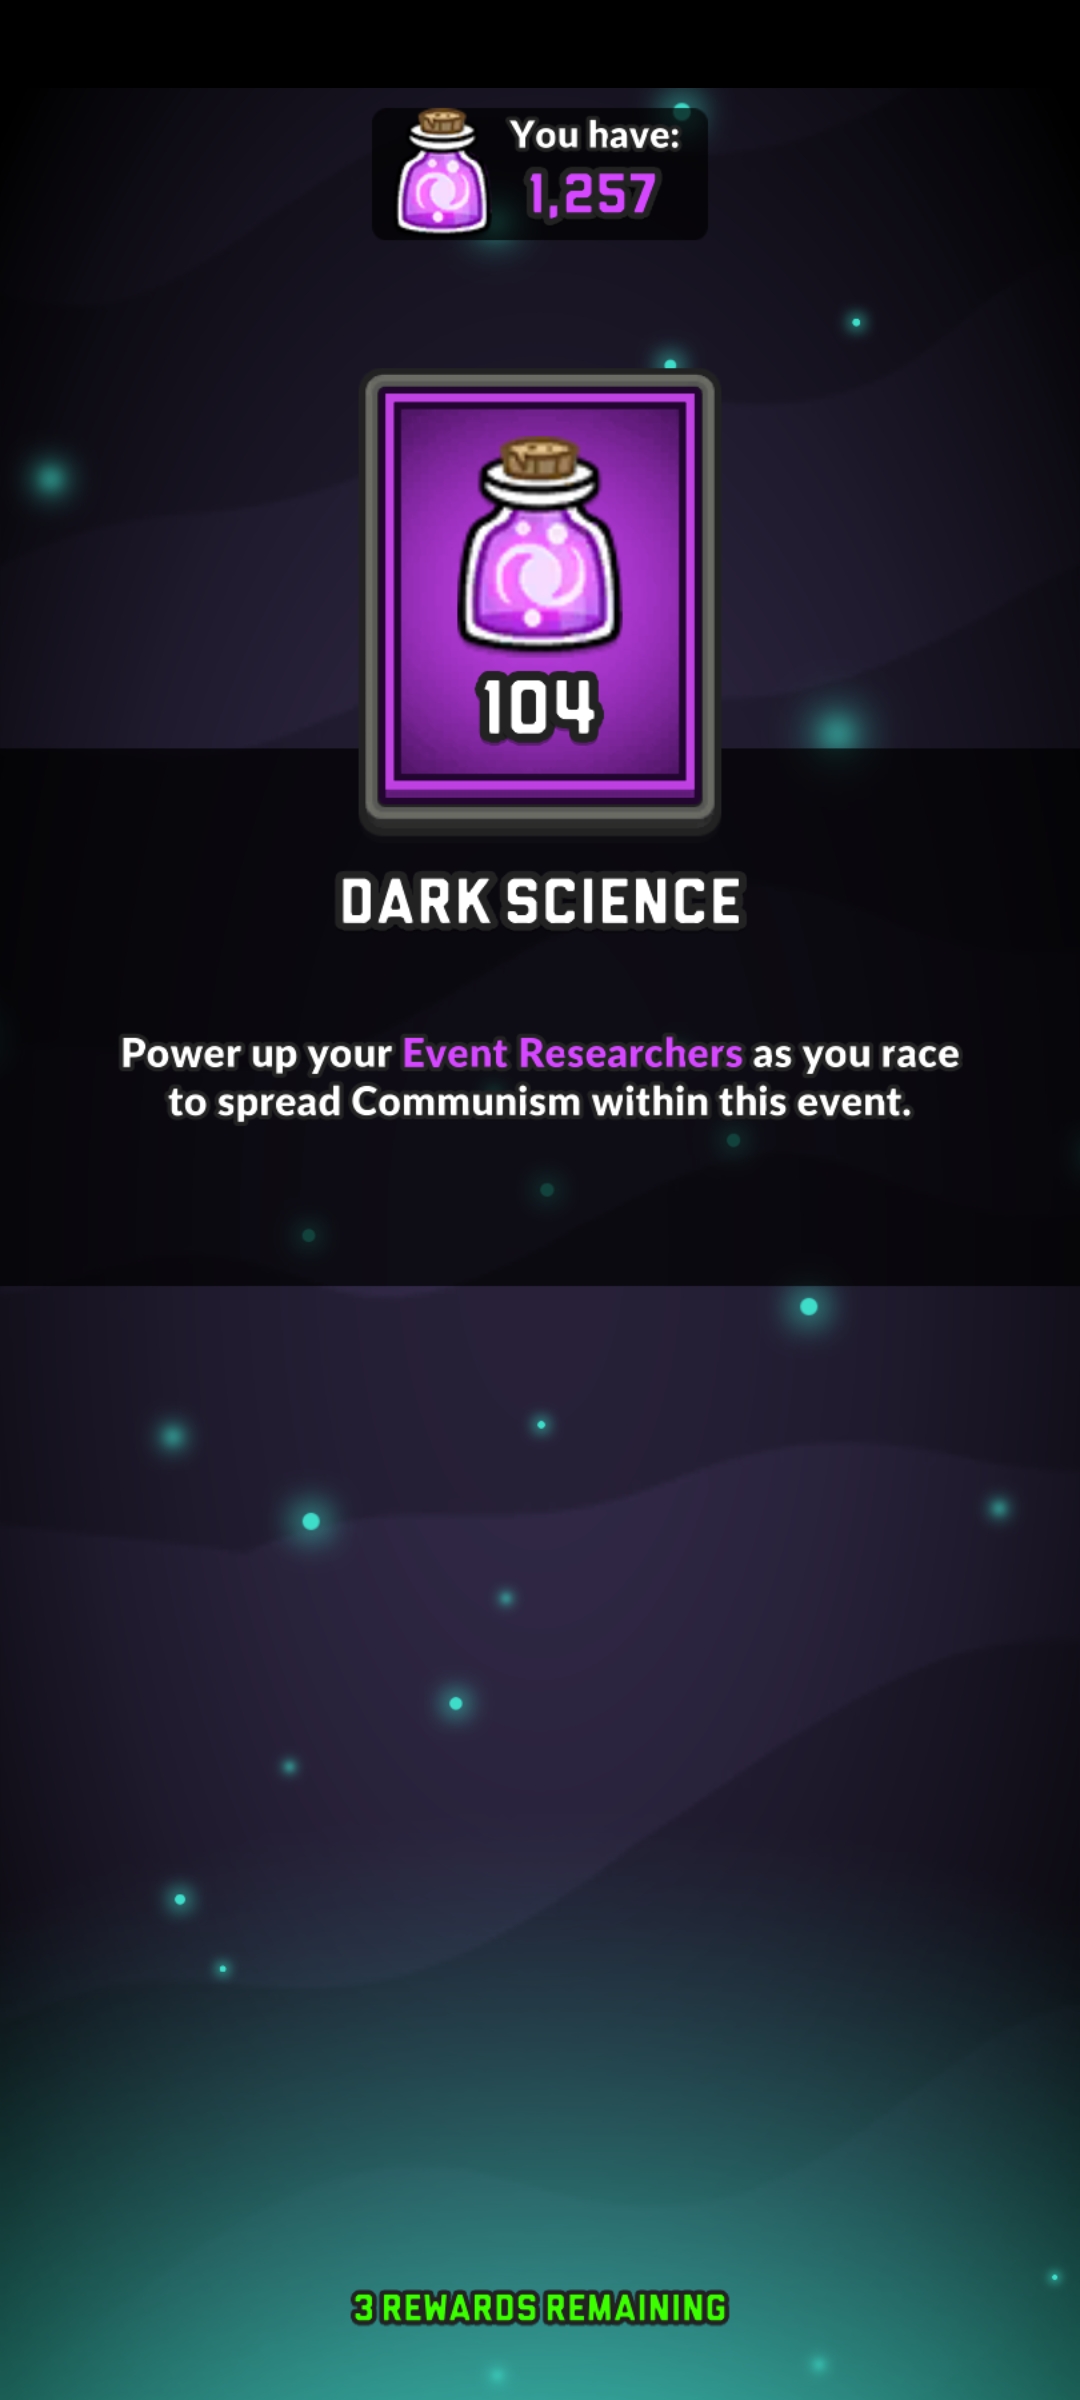 You have:
1,257
104
DARK SCIENCE
Power up your Event Researchers as you race
to spread Communism within this event.
3 REWARDS REMAINING